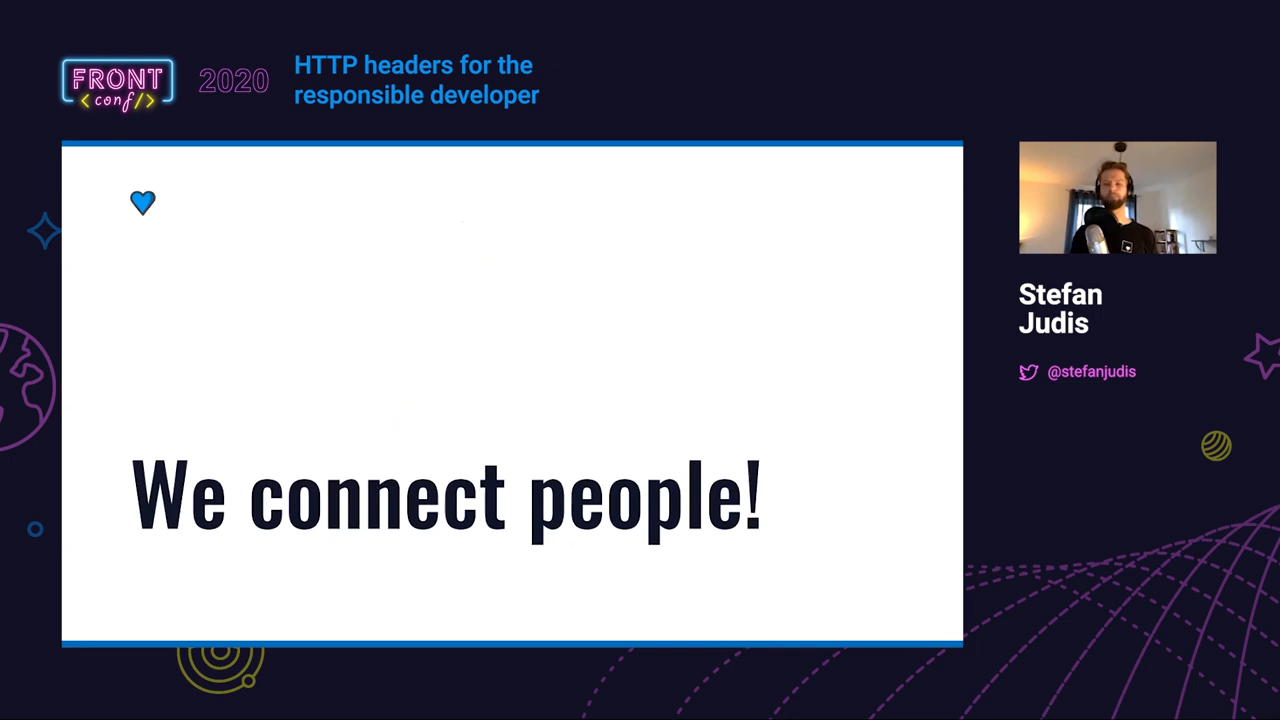 FRONT
<conf/>
2020
HTTP headers for the
responsible developer
We connect people!
Stefan
Judis
@stefanjudis